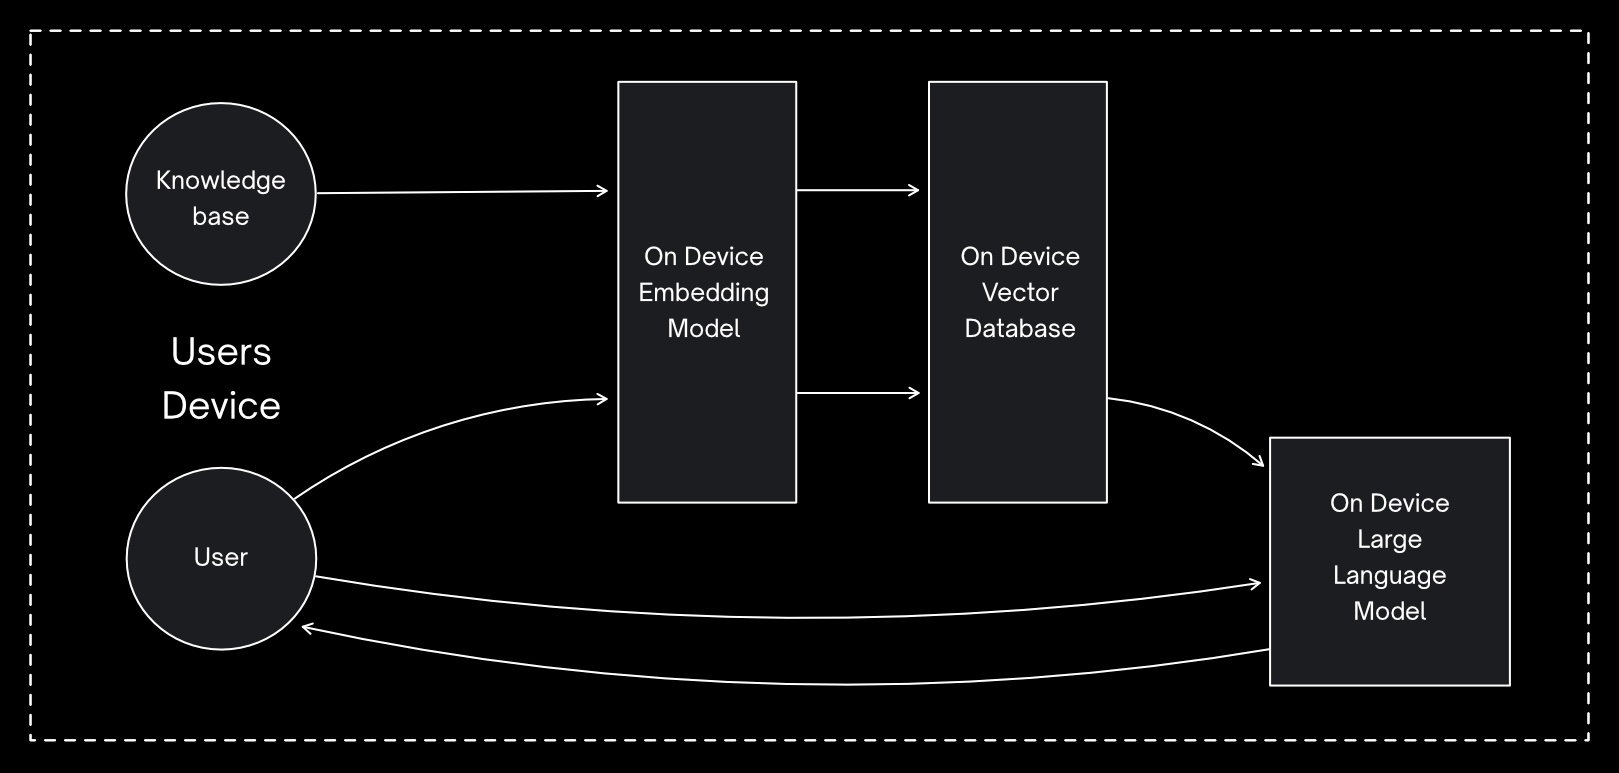 Knowledge
base
Users
Device
User
On Device
Embedding
Model
On Device
Vector
Database
On Device
Large
Language
Model